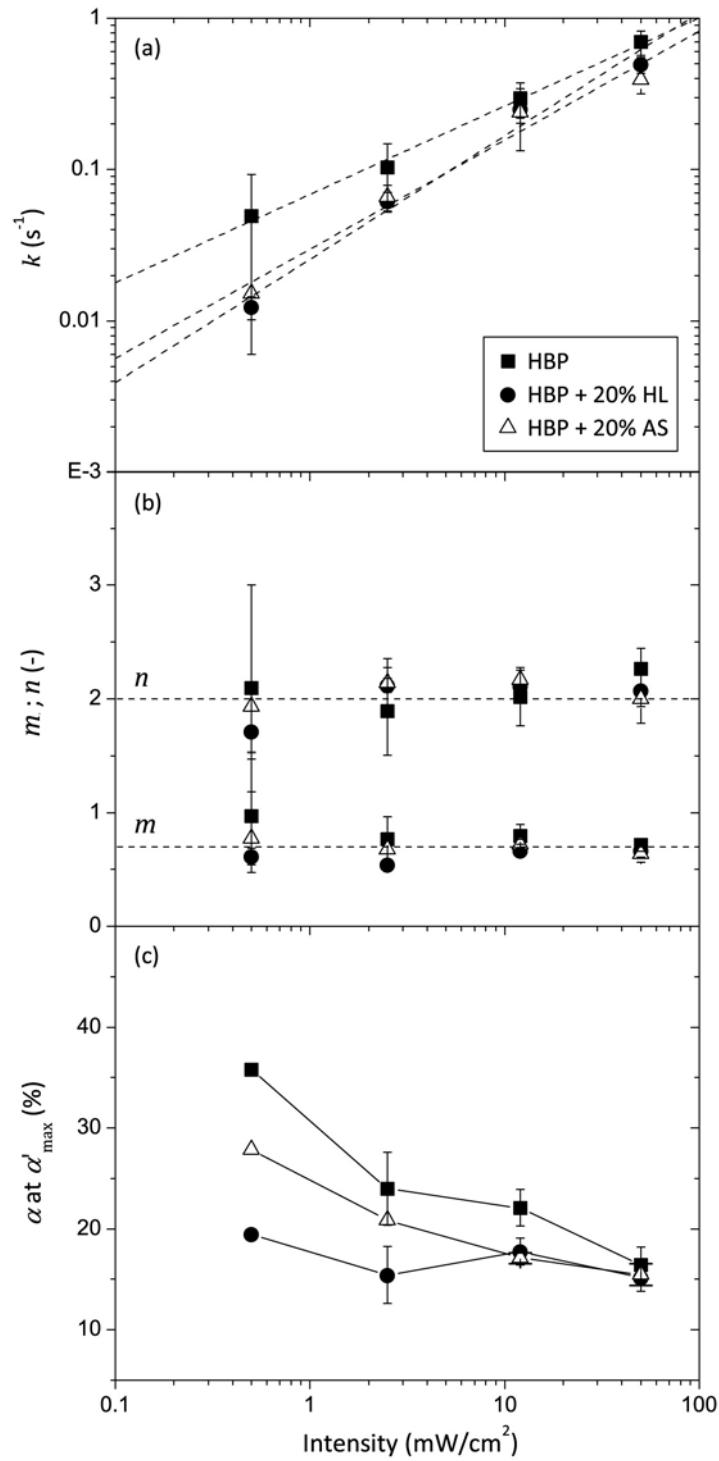 (a)
1
0.1
0.01
E-3
k (s⁻¹)
HBP
HBP + 20% HL
HBP + 20% AS
(b)
3
2
1
0
m ; n (-)
n
m
(c)
40
30
20
10
α at α'max (%)
0.1 1 10 100
Intensity (mW/cm²)